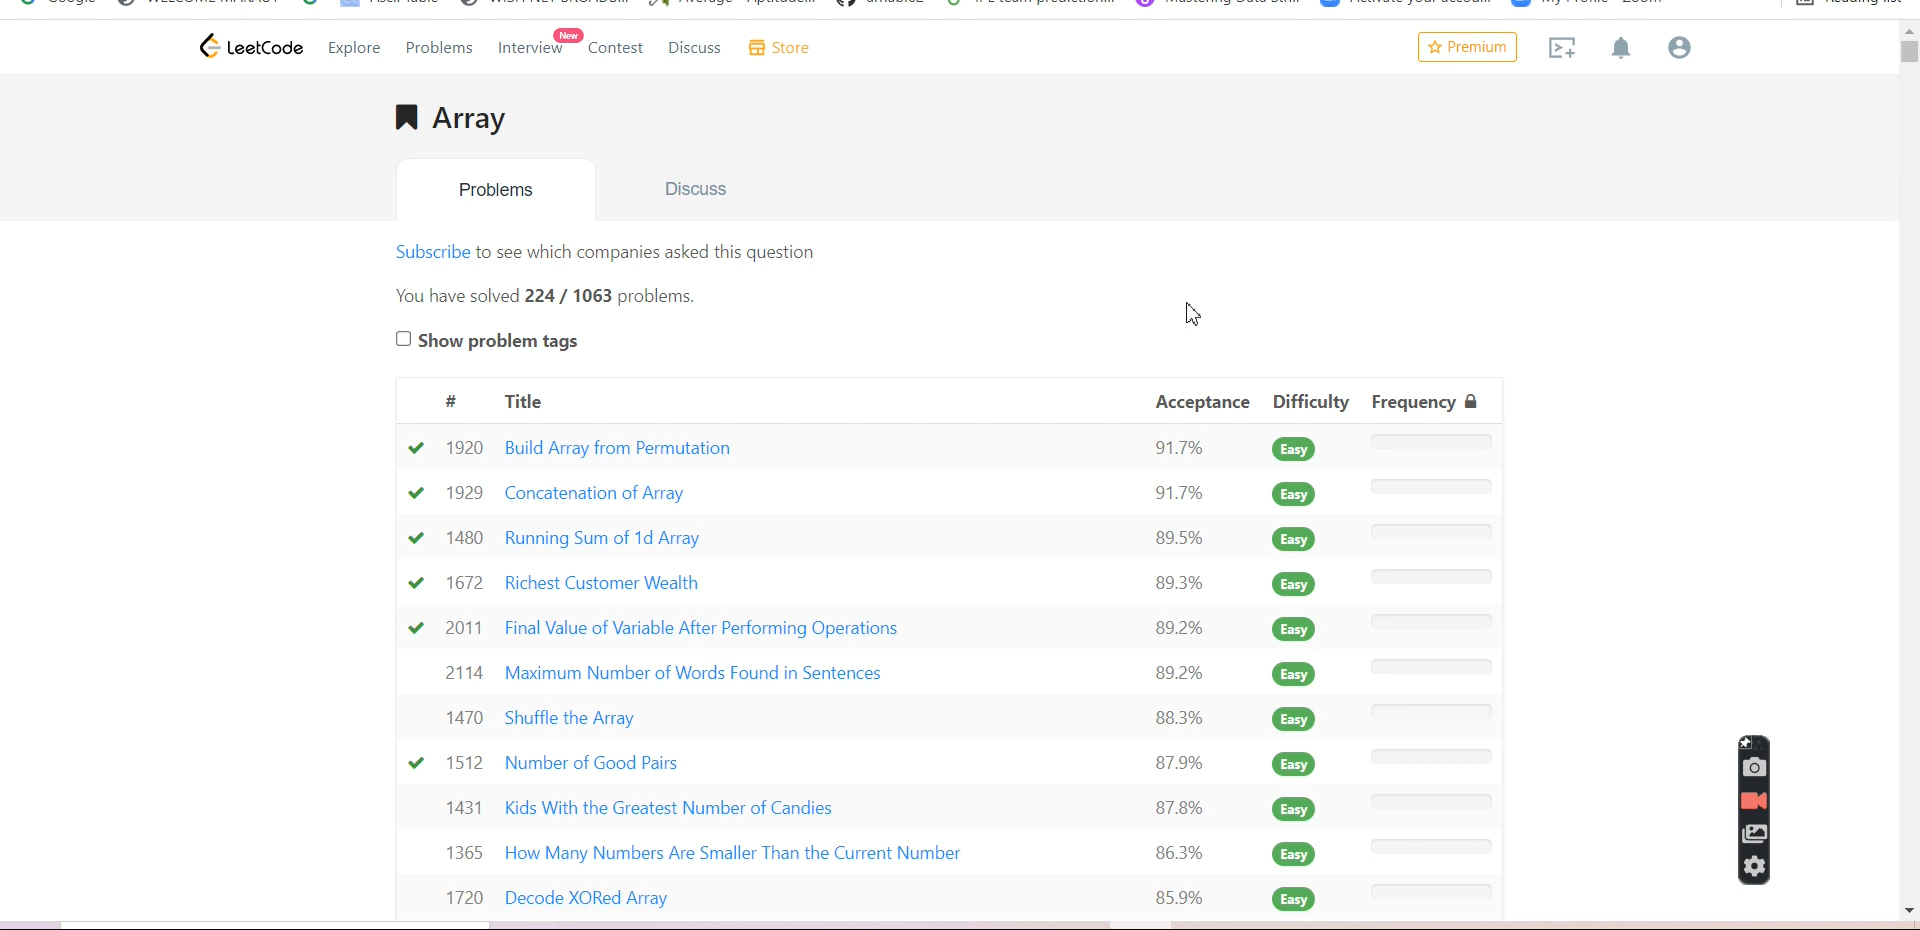 LeetCode Explore Problems Interview New Contest Discuss Store Premium
Array
Problems Discuss
Subscribe to see which companies asked this question
You have solved 224 / 1063 problems.
Show problem tags
# Title Acceptance Difficulty Frequency
1920 Build Array from Permutation 91.7% Easy
1929 Concatenation of Array 91.7% Easy
1480 Running Sum of 1d Array 89.5% Easy
1672 Richest Customer Wealth 89.3% Easy
2011 Final Value of Variable After Performing Operations 89.2% Easy
2114 Maximum Number of Words Found in Sentences 89.2% Easy
1470 Shuffle the Array 88.3% Easy
1512 Number of Good Pairs 87.9% Easy
1431 Kids With the Greatest Number of Candies 87.8% Easy
1365 How Many Numbers Are Smaller Than the Current Number 86.3% Easy
1720 Decode XORed Array 85.9% Easy